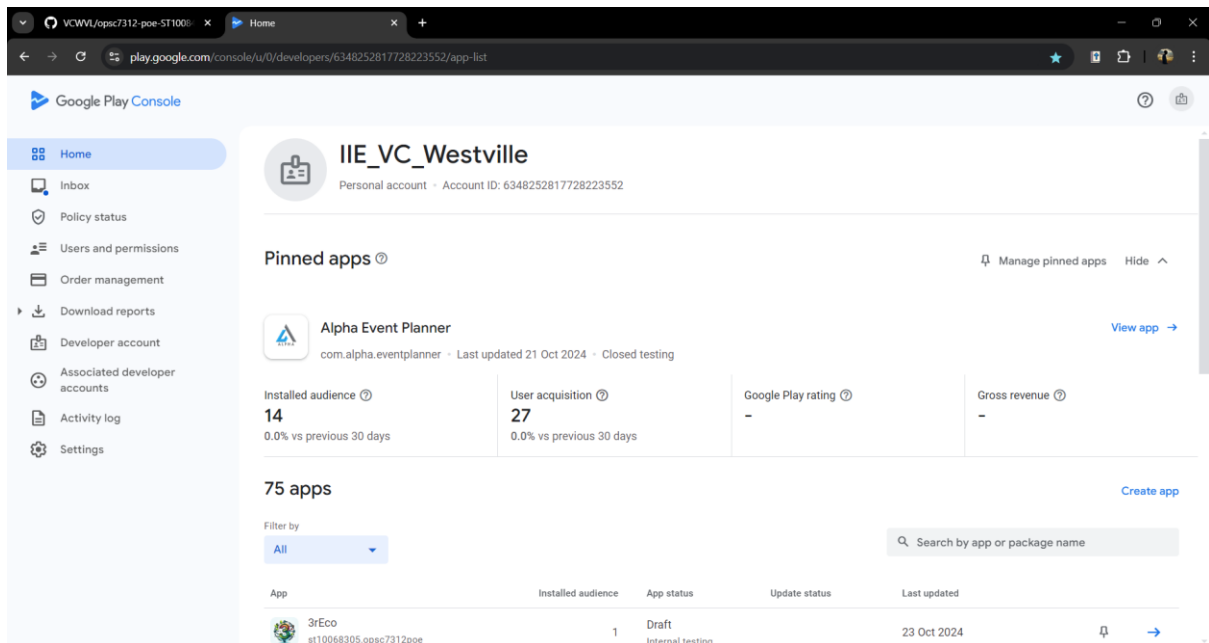 VCWVL/opsc7312-poe-ST1008
Home
play.google.com/console/u/0/developers/6348252817728223552/app-list
Google Play Console
Home
Inbox
Policy status
Users and permissions
Order management
Download reports
Developer account
Associated developer
accounts
Activity log
Settings
IIE_VC_Westville
Personal account · Account ID: 6348252817728223552
Pinned apps
Manage pinned apps Hide
ALPHA
Alpha Event Planner
View app
com.alpha.eventplanner · Last updated 21 Oct 2024 · Closed testing
Installed audience User acquisition Google Play rating Gross revenue
14 27 - -
0.0% vs previous 30 days 0.0% vs previous 30 days
75 apps
Create app
Filter by
All
Search by app or package name
App Installed audience App status Update status Last updated
3rEco
st10068305.opsc7312poe
1
Draft
Internal testing
23 Oct 2024